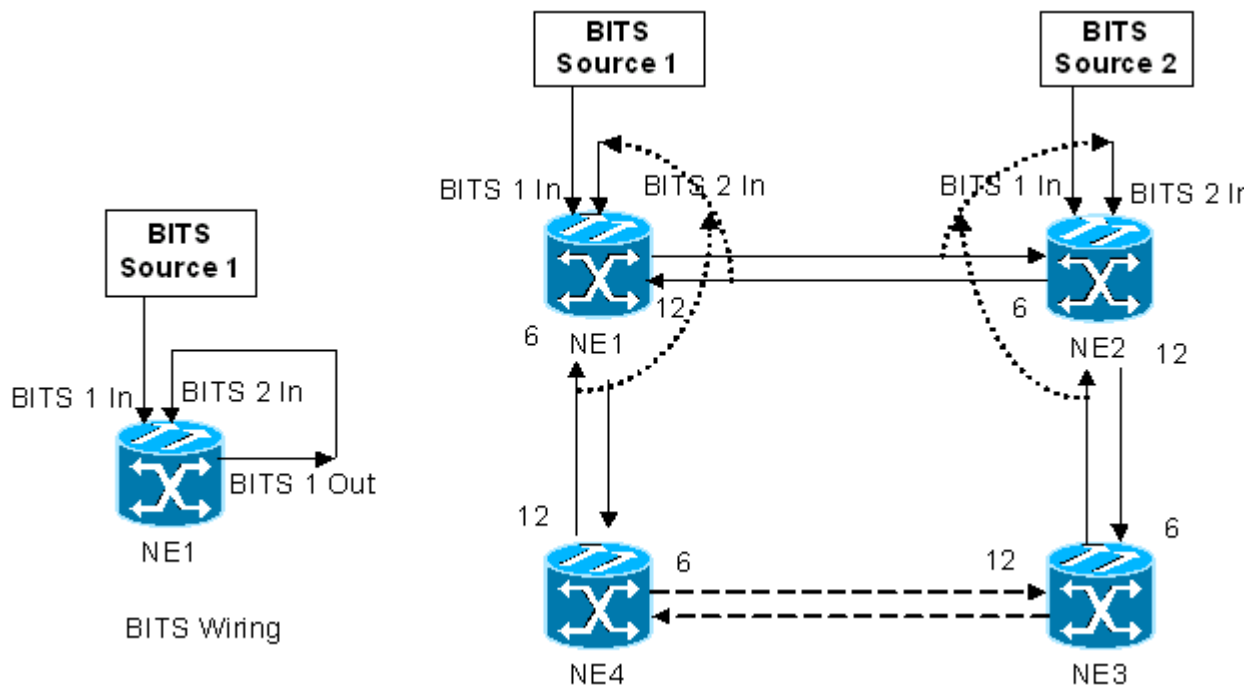 BITS
Source 1
BITS
Source 2
BITS 1 In
BITS 2 In
BITS 1 In
BITS 2 In
BITS
Source 1
12
6
6
NE1
NE2
12
BITS 1 In
BITS 2 In
BITS 1 Out
NE1
12
6
12
6
BITS Wiring
NE4
NE3